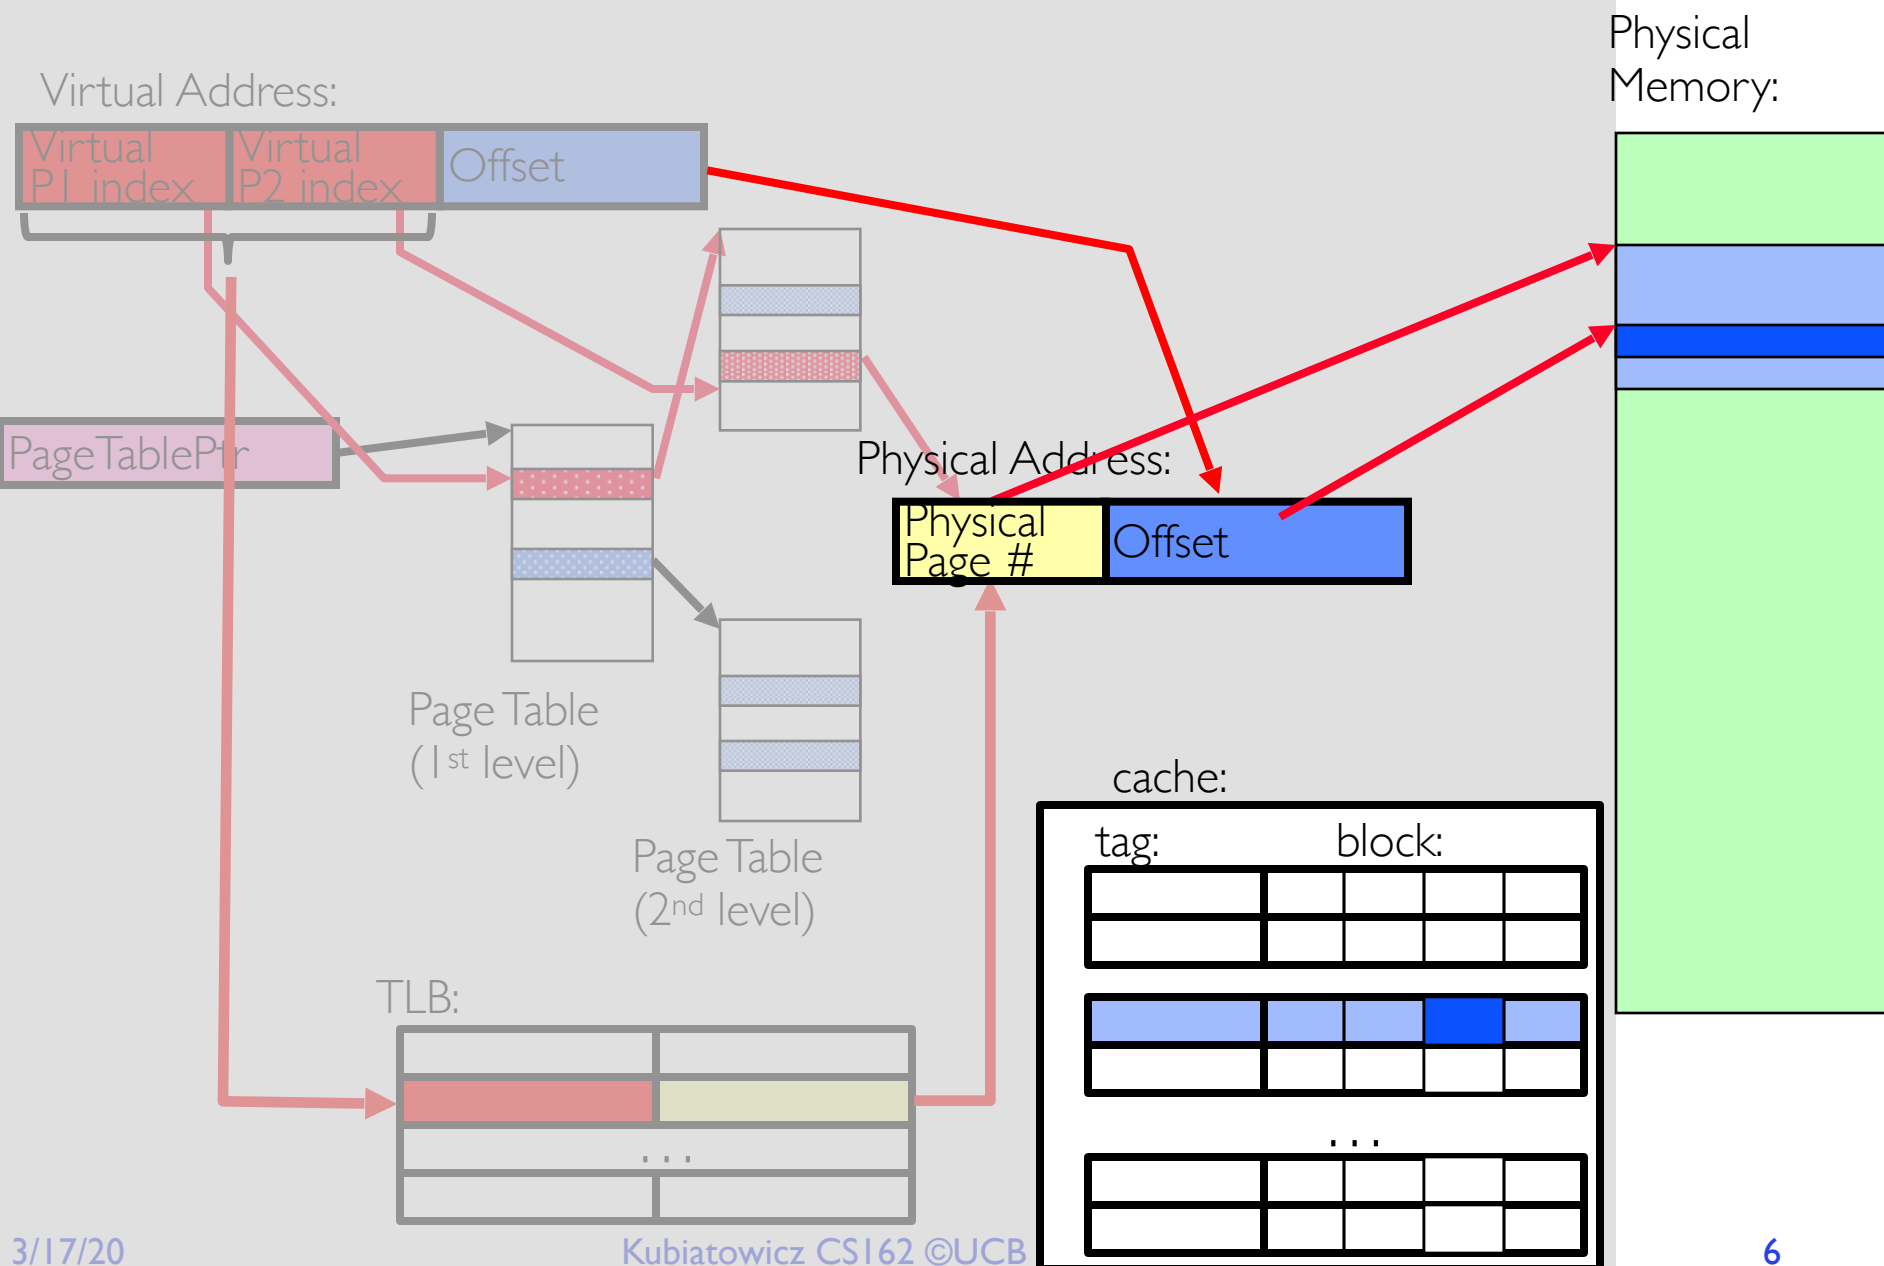 Physical
Memory:
Virtual Address:
Virtual
P1 index
Virtual
P2 index
Offset
PageTablePtr
Physical Address:
Physical
Page #
Offset
Page Table
(1st level)
cache:
tag:
block:
Page Table
(2nd level)
TLB:
...
...
3/17/20
Kubiatowicz CS162 ©UCB
6